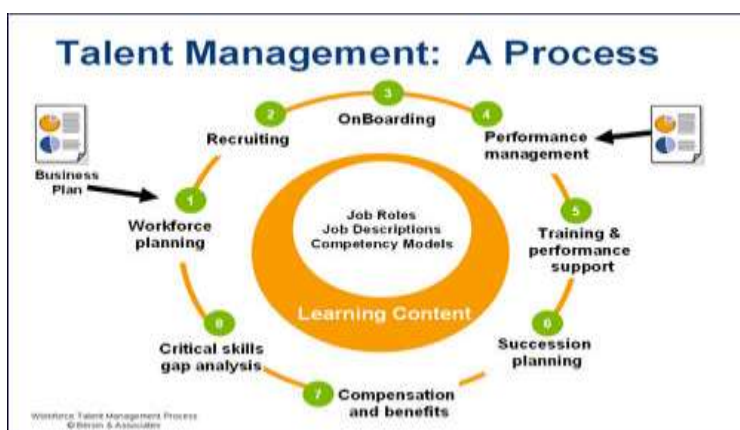 Talent Management: A Process
Business
Plan
1
Workforce
planning
2
Recruiting
3
OnBoarding
4
Performance
management
5
Training &
performance
support
6
Succession
planning
7
Compensation
and benefits
8
Critical skills
gap analysis
Job Roles
Job Descriptions
Competency Models
Learning Content
Workforce Talent Management Process
© Bersin & Associates